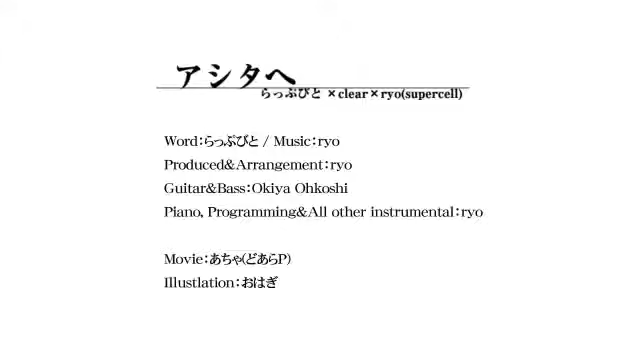 アシタへ
らっぷびと ×clear×ryo(supercell)
Word:らっぷびと / Music:ryo
Produced&Arrangement:ryo
Guitar&Bass:Okiya Ohkoshi
Piano, Programming&All other instrumental:ryo
Movie:あちゃ(どあらP)
Illustlation:おはぎ